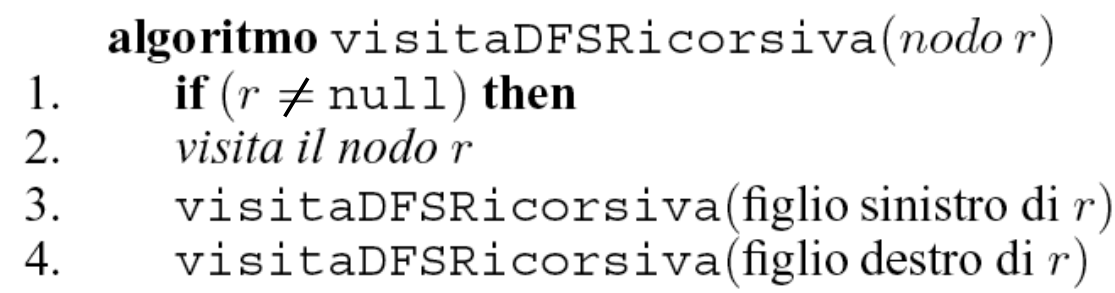 algoritmo visitaDFSRicorsiva(nodo r)
1. if (r ≠ null) then
2. visita il nodo r
3. visitaDFSRicorsiva(figlio sinistro di r)
4. visitaDFSRicorsiva(figlio destro di r)